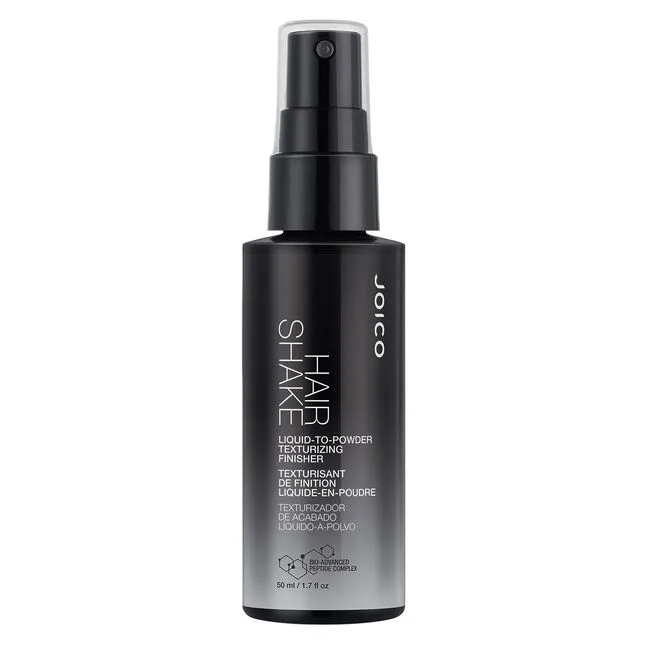 JOICO
HAIR
SHAKE
LIQUID-TO-POWDER
TEXTURIZING
FINISHER
TEXTURISANT
DE FINITION
LIQUIDE-EN-POUDRE
TEXTURIZADOR
DE ACABADO
LIQUIDO-A-POLVO
BIO-ADVANCED
PEPTIDE COMPLEX
50 ml / 1.7 fl oz